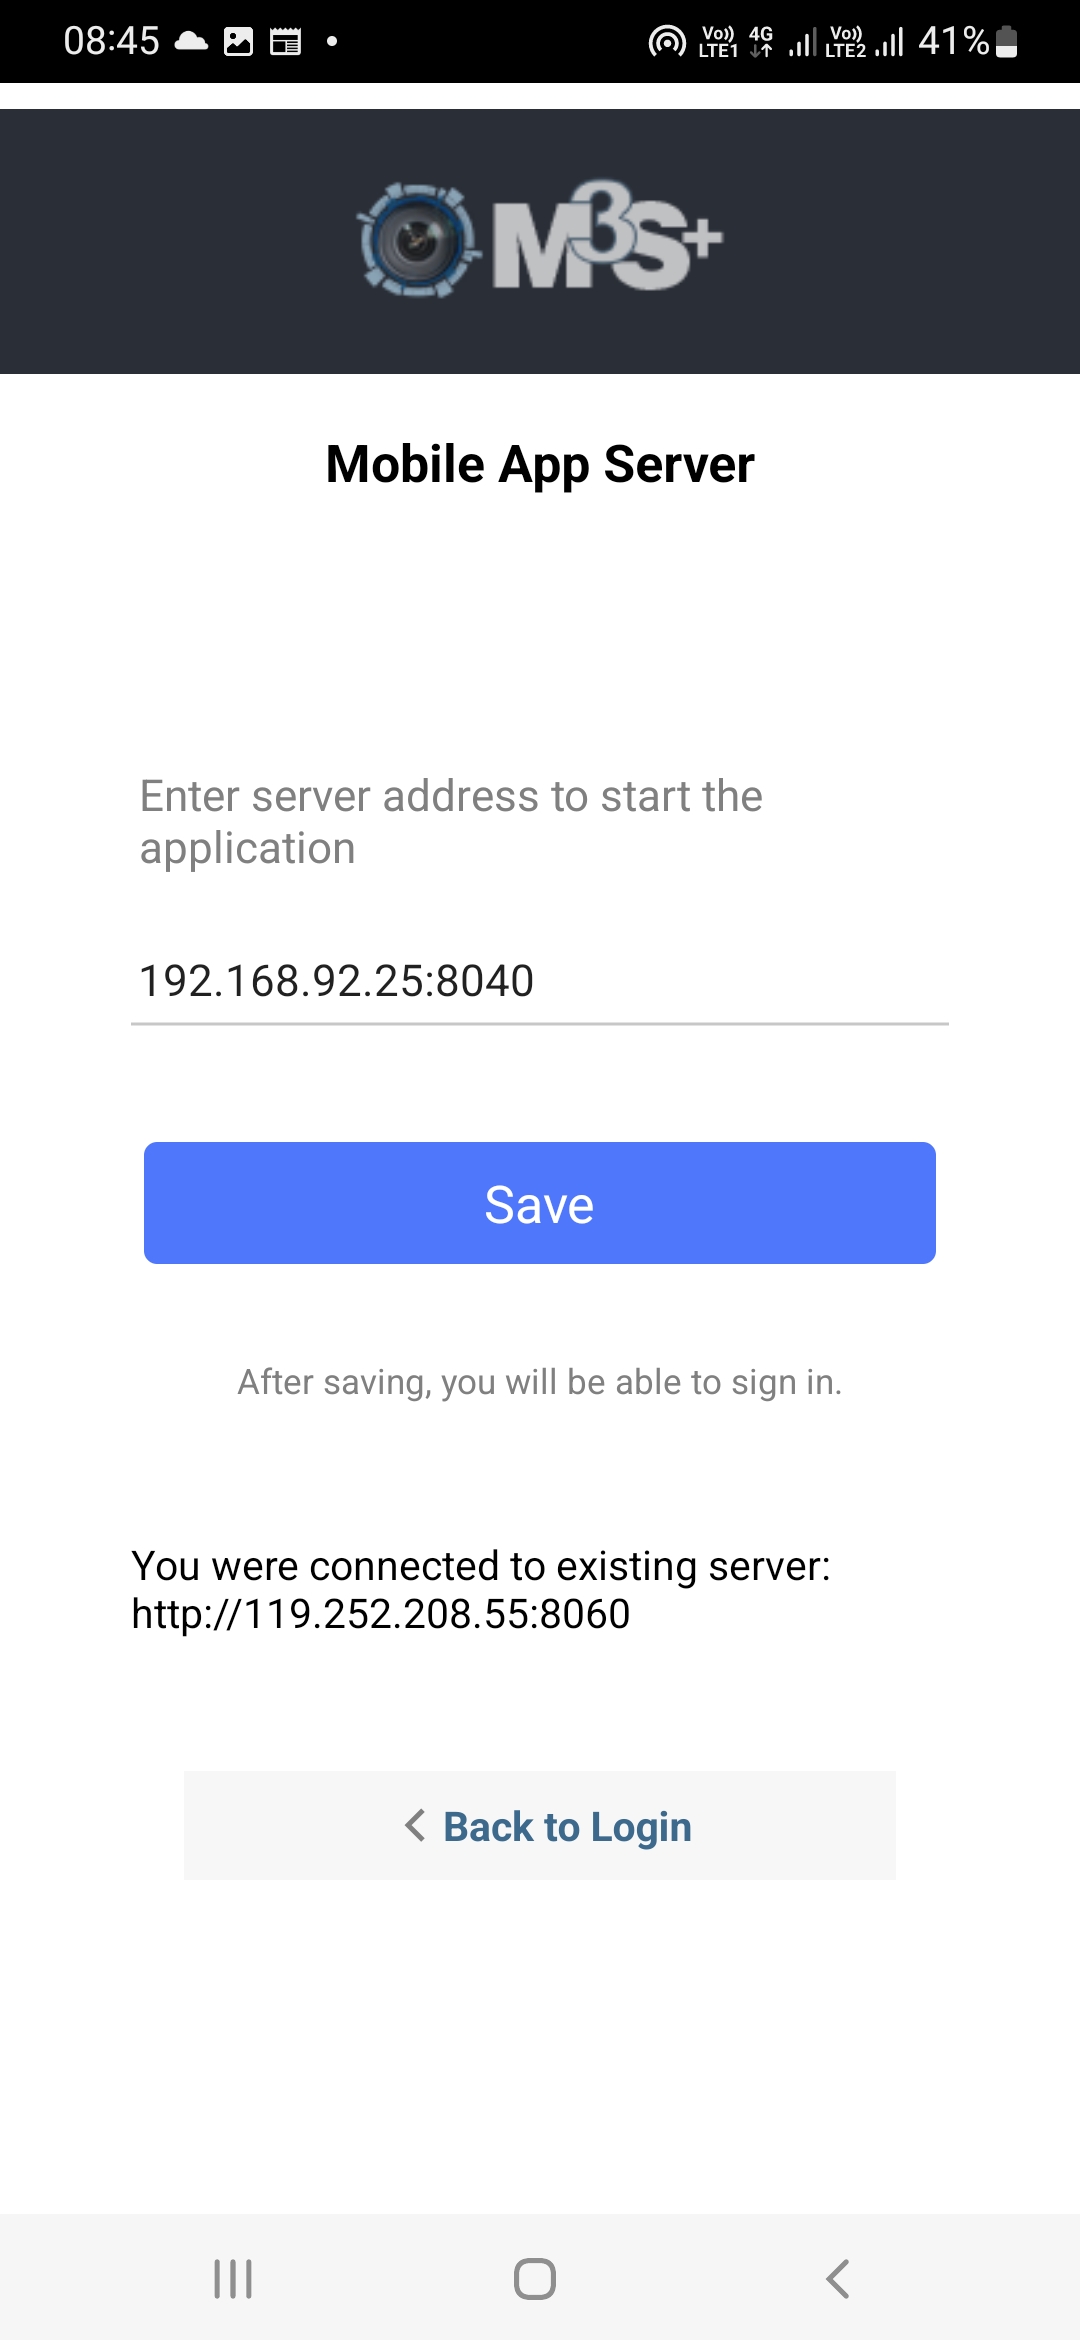 08:45
Vo)) LTE1 4G Vo)) LTE2 41%
M3S+
Mobile App Server
Enter server address to start the
application
192.168.92.25:8040
Save
After saving, you will be able to sign in.
You were connected to existing server:
http://119.252.208.55:8060
Back to Login